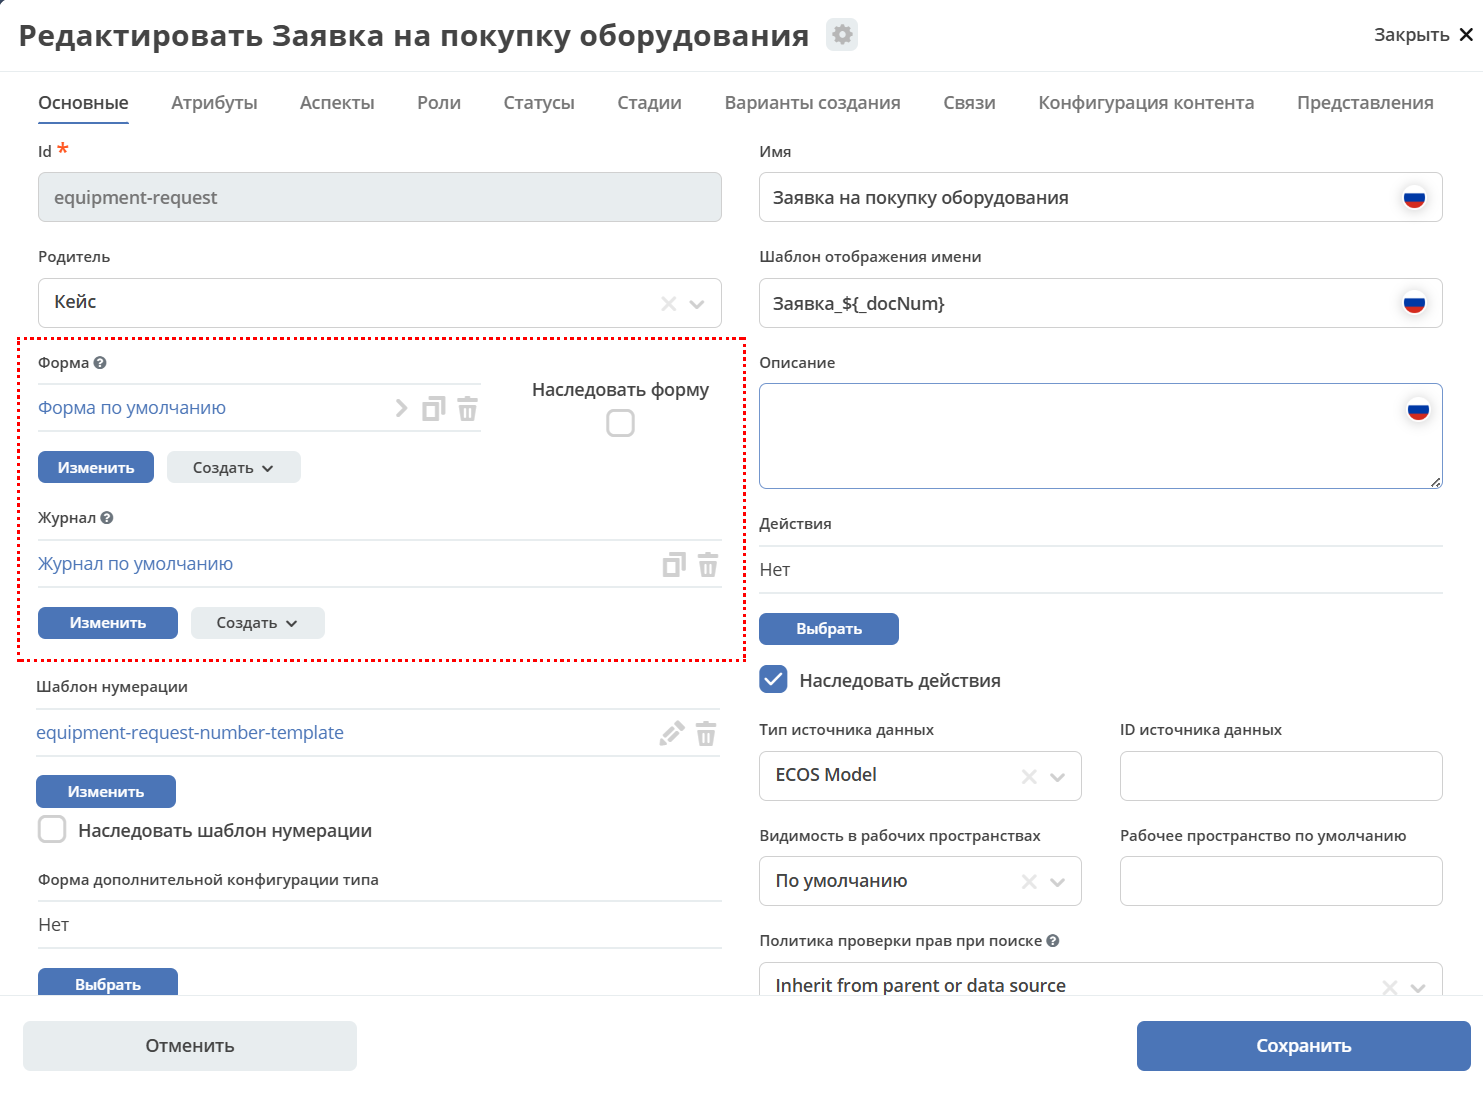 Редактировать Заявка на покупку оборудования
Закрыть
Основные Атрибуты Аспекты Роли Статусы Стадии Варианты создания Связи Конфигурация контента Представления
Id *
equipment-request
Имя
Заявка на покупку оборудования
Родитель
Кейс
Шаблон отображения имени
Заявка_${_docNum}
Форма
Форма по умолчанию
Наследовать форму
Изменить Создать
Журнал
Журнал по умолчанию
Изменить Создать
Описание
Действия
Нет
Выбрать
Наследовать действия
Шаблон нумерации
equipment-request-number-template
Изменить
Наследовать шаблон нумерации
Форма дополнительной конфигурации типа
Нет
Выбрать
Тип источника данных
ECOS Model
ID источника данных
Видимость в рабочих пространствах
По умолчанию
Рабочее пространство по умолчанию
Политика проверки прав при поиске
Inherit from parent or data source
Отменить
Сохранить